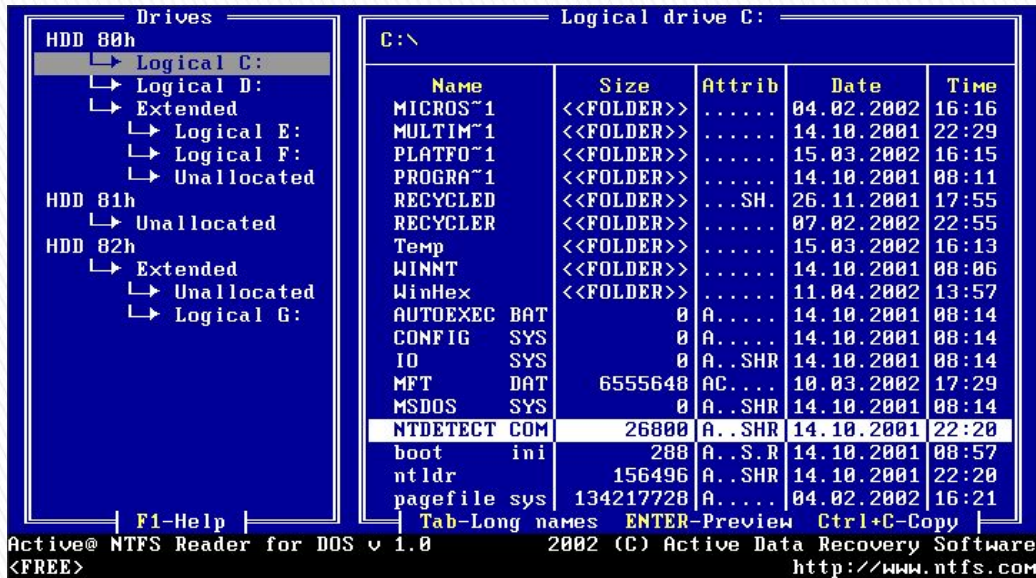 Drives
HDD 80h
Logical C:
Logical D:
Extended
Logical E:
Logical F:
Unallocated
HDD 81h
Unallocated
HDD 82h
Extended
Unallocated
Logical G:
F1-Help
Logical drive C:
C:\
Name Size Attrib Date Time
MICROS~1 <<FOLDER>> ...... 04.02.2002 16:16
MULTIM~1 <<FOLDER>> ...... 14.10.2001 22:29
PLATFO~1 <<FOLDER>> ...... 15.03.2002 16:15
PROGRA~1 <<FOLDER>> ...... 14.10.2001 08:11
RECYCLED <<FOLDER>> ...SH. 26.11.2001 17:55
RECYCLER <<FOLDER>> ...... 07.02.2002 22:55
Temp <<FOLDER>> ...... 15.03.2002 16:13
WINNT <<FOLDER>> ...... 14.10.2001 08:06
WinHex <<FOLDER>> ...... 11.04.2002 13:57
AUTOEXEC BAT 0 A..... 14.10.2001 08:14
CONFIG SYS 0 A..... 14.10.2001 08:14
IO SYS 0 A..SHR 14.10.2001 08:14
MFT DAT 6555648 AC.... 10.03.2002 17:29
MSDOS SYS 0 A..SHR 14.10.2001 08:14
NTDETECT COM 26800 A..SHR 14.10.2001 22:20
boot ini 288 A..S.R 14.10.2001 08:57
ntldr 156496 A..SHR 14.10.2001 22:20
pagefile sys 134217728 A..... 04.02.2002 16:21
Tab-Long names ENTER-Preview Ctrl+C-Copy
Active@ NTFS Reader for DOS v 1.0 2002 (C) Active Data Recovery Software
<FREE> http://www.ntfs.com